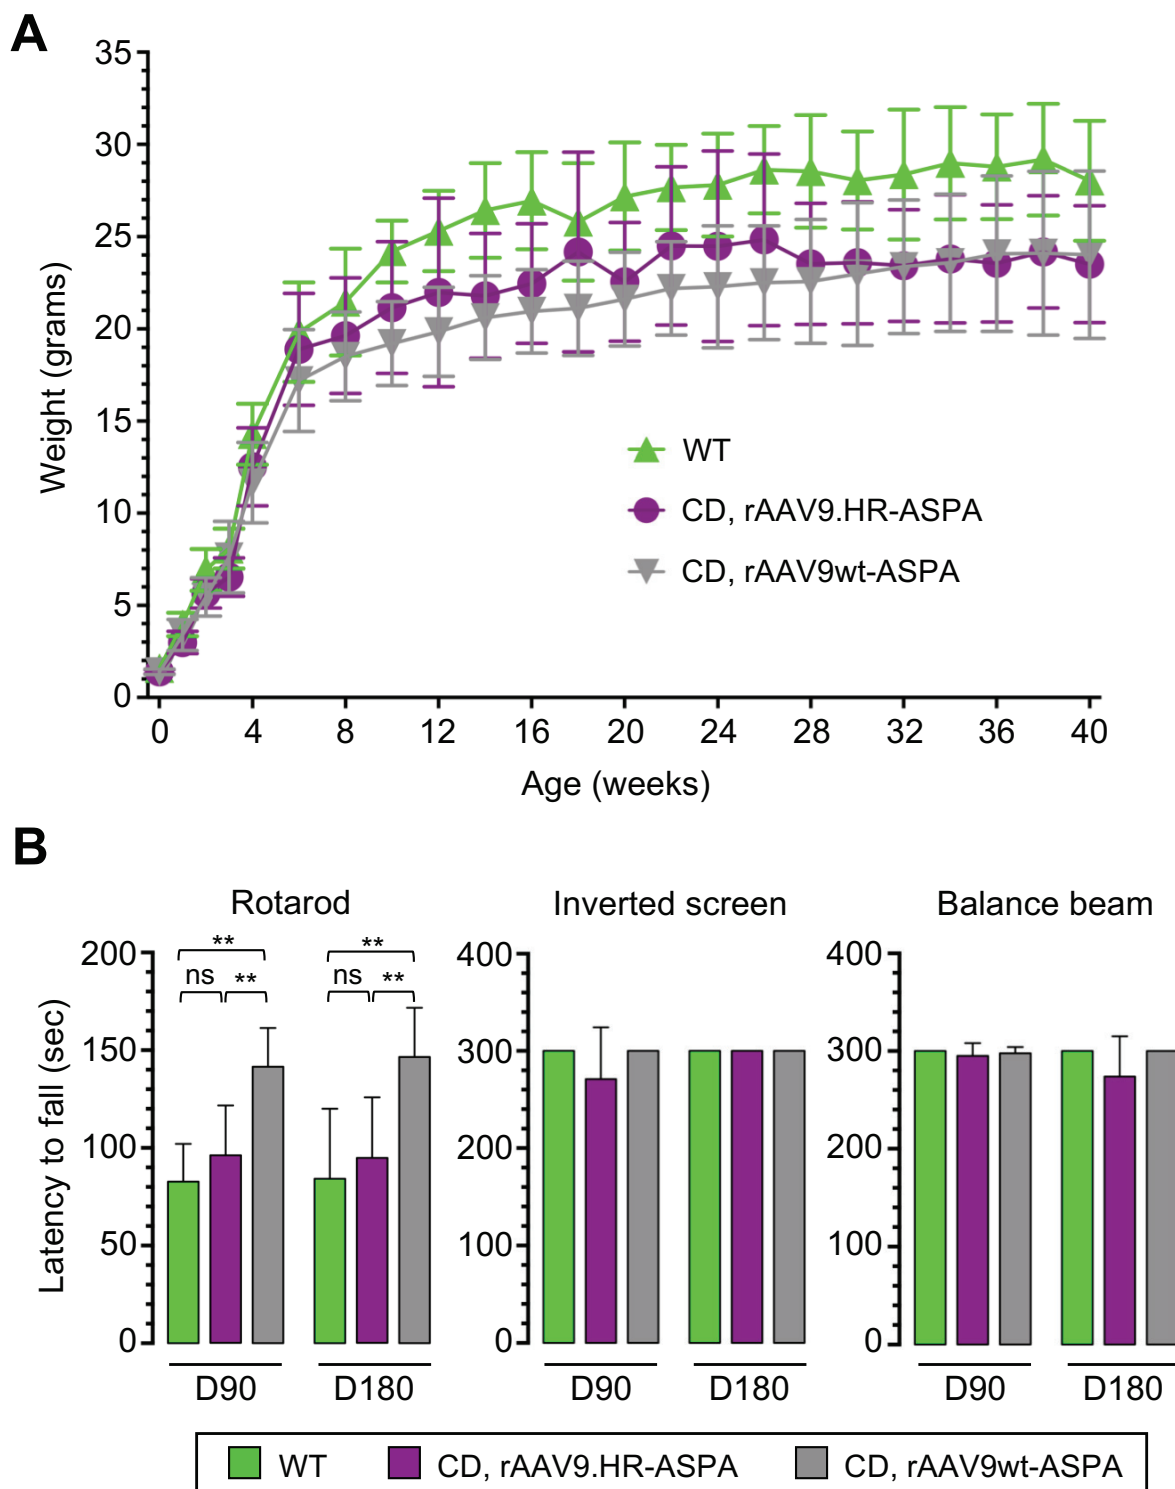 A
35
30
25
20
15
10
5
0
Weight (grams)
WT
CD, rAAV9.HR-ASPA
CD, rAAV9wt-ASPA
0 4 8 12 16 20 24 28 32 36 40
Age (weeks)
B
Rotarod
Latency to fall (sec)
200
150
100
50
0
**
ns **
**
ns **
D90 D180
Inverted screen
400
300
200
100
0
D90 D180
Balance beam
400
300
200
100
0
D90 D180
WT CD, rAAV9.HR-ASPA CD, rAAV9wt-ASPA